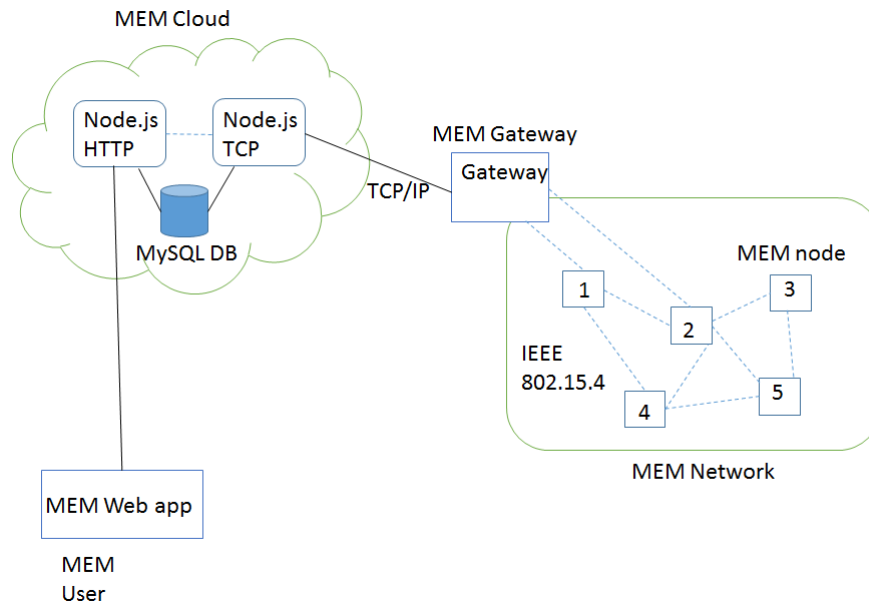 MEM Cloud
Node.js
HTTP
Node.js
TCP
MySQL DB
TCP/IP
MEM Gateway
Gateway
MEM node
1
2
3
4
5
IEEE
802.15.4
MEM Network
MEM Web app
MEM
User